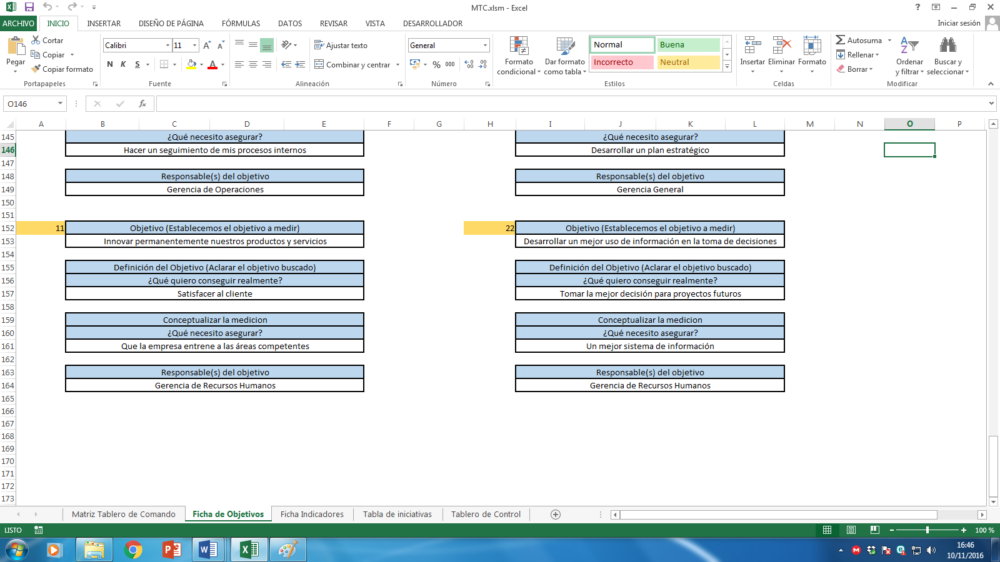 MTC.xlsm - Excel
ARCHIVO INICIO INSERTAR DISEÑO DE PÁGINA FÓRMULAS DATOS REVISAR VISTA DESARROLLADOR Iniciar sesión
Pegar
Cortar
Copiar
Copiar formato
Portapapeles
Calibri 11
N K S
Fuente
Ajustar texto
Combinar y centrar
Alineación
General
% 000
Número
Formato condicional
Dar formato como tabla
Normal Buena
Incorrecto Neutral
Estilos
Insertar Eliminar Formato
Celdas
Autosuma
Rellenar
Borrar
Ordenar y filtrar
Buscar y seleccionar
Modificar
O146
A B C D E F G H I J K L M N O P
145 ¿Qué necesito asegurar? ¿Qué necesito asegurar?
146 Hacer un seguimiento de mis procesos internos Desarrollar un plan estratégico
147
148 Responsable(s) del objetivo Responsable(s) del objetivo
149 Gerencia de Operaciones Gerencia General
150
151
152 11 Objetivo (Establecemos el objetivo a medir) 22 Objetivo (Establecemos el objetivo a medir)
153 Innovar permanentemente nuestros productos y servicios Desarrollar un mejor uso de información en la toma de decisiones
154
155 Definición del Objetivo (Aclarar el objetivo buscado) Definición del Objetivo (Aclarar el objetivo buscado)
156 ¿Qué quiero conseguir realmente? ¿Qué quiero conseguir realmente?
157 Satisfacer al cliente Tomar la mejor decisión para proyectos futuros
158
159 Conceptualizar la medicion Conceptualizar la medicion
160 ¿Qué necesito asegurar? ¿Qué necesito asegurar?
161 Que la empresa entrene a las áreas competentes Un mejor sistema de información
162
163 Responsable(s) del objetivo Responsable(s) del objetivo
164 Gerencia de Recursos Humanos Gerencia de Recursos Humanos
165
166
167
168
169
170
171
172
173
Matriz Tablero de Comando Ficha de Objetivos Ficha Indicadores Tabla de iniciativas Tablero de Control
LISTO 100 %
16:46
10/11/2016